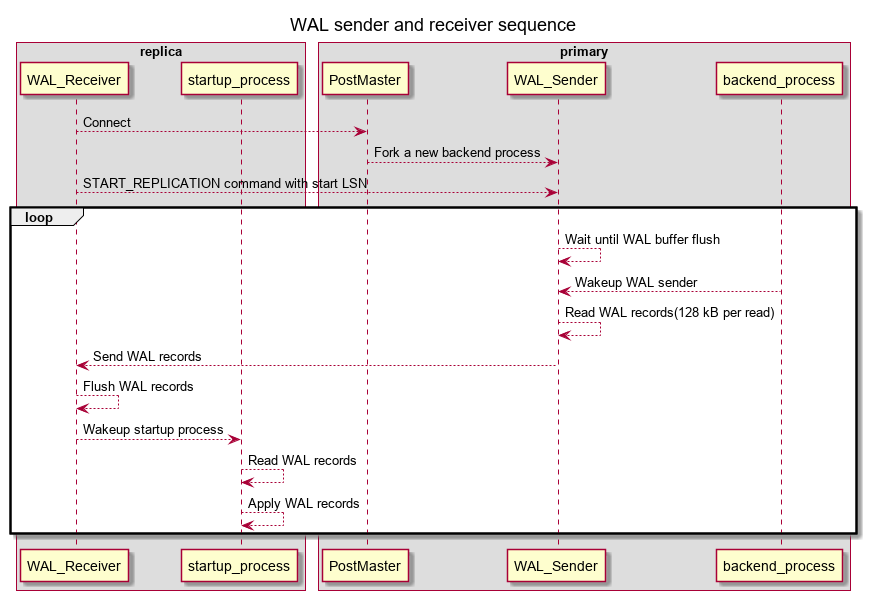 WAL sender and receiver sequence
replica
primary
WAL_Receiver
startup_process
PostMaster
WAL_Sender
backend_process
Connect
Fork a new backend process
START_REPLICATION command with start LSN
loop
Wait until WAL buffer flush
Wakeup WAL sender
Read WAL records(128 kB per read)
Send WAL records
Flush WAL records
Wakeup startup process
Read WAL records
Apply WAL records
WAL_Receiver
startup_process
PostMaster
WAL_Sender
backend_process